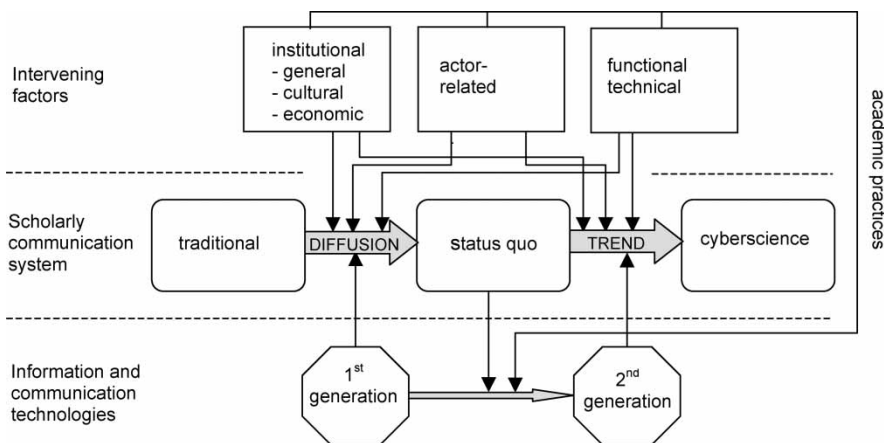 Intervening
factors
institutional
- general
- cultural
- economic
actor-
related
functional
technical
academic practices
Scholarly
communication
system
traditional
DIFFUSION
status quo
TREND
cyberscience
Information and
communication
technologies
1st
generation
2nd
generation